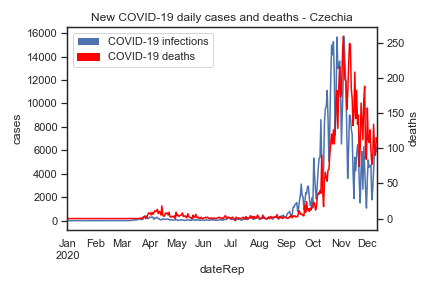 New COVID-19 daily cases and deaths - Czechia
COVID-19 infections
COVID-19 deaths
16000
14000
12000
10000
8000
6000
4000
2000
0
cases
250
200
150
100
50
0
deaths
Jan Feb Mar Apr May Jun Jul Aug Sep Oct Nov Dec
2020
dateRep